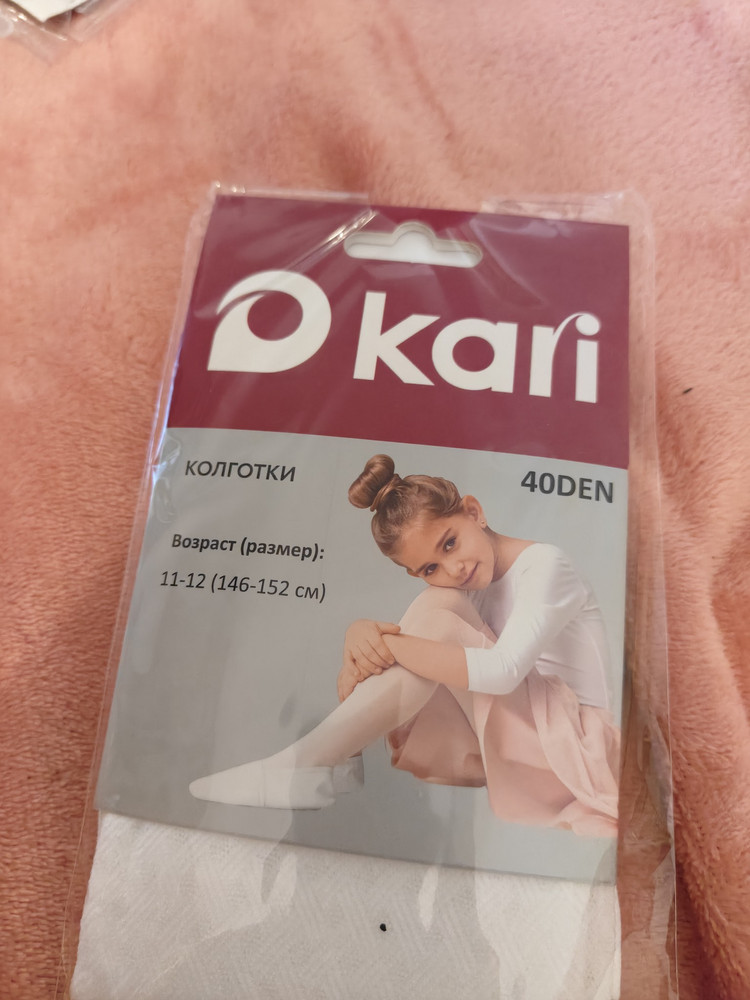 kari
КОЛГОТКИ
40DEN
Возраст (размер):
11-12 (146-152 см)